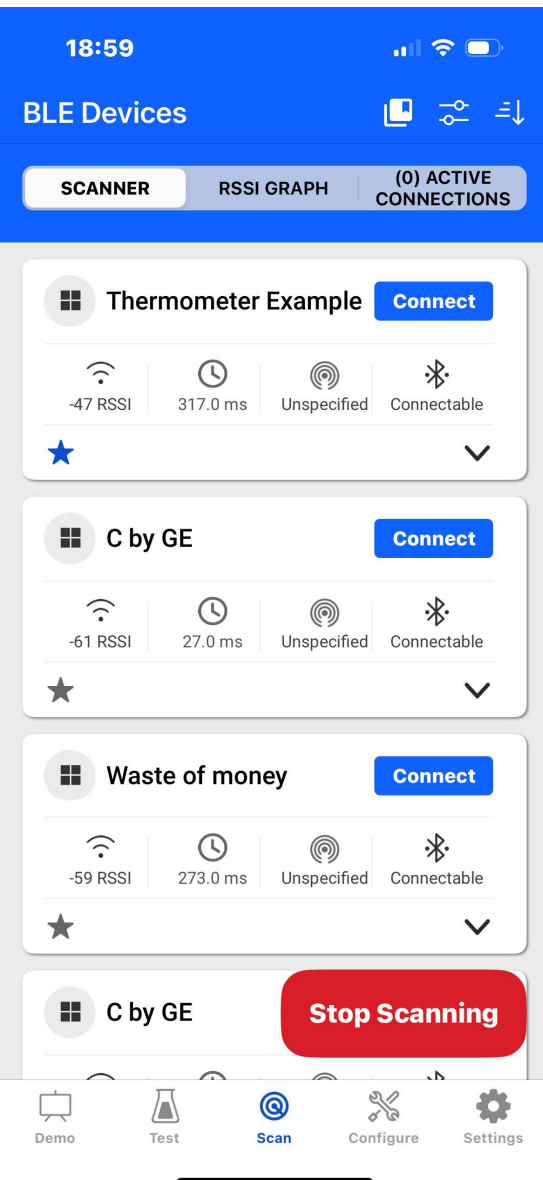 18:59
BLE Devices
SCANNER
RSSI GRAPH
(0) ACTIVE
CONNECTIONS
Thermometer Example
Connect
-47 RSSI
317.0 ms
Unspecified
Connectable
C by GE
Connect
-61 RSSI
27.0 ms
Unspecified
Connectable
Waste of money
Connect
-59 RSSI
273.0 ms
Unspecified
Connectable
C by GE
Stop Scanning
Demo
Test
Scan
Configure
Settings